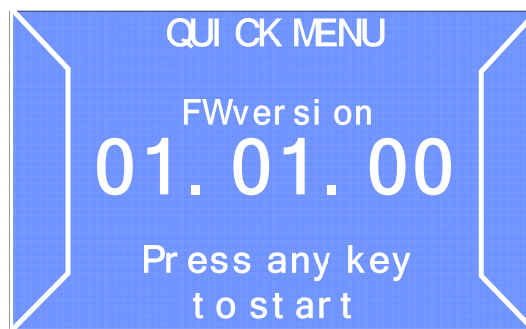 QUICK MENU
FWversion
01.01.00
Press any key
to start